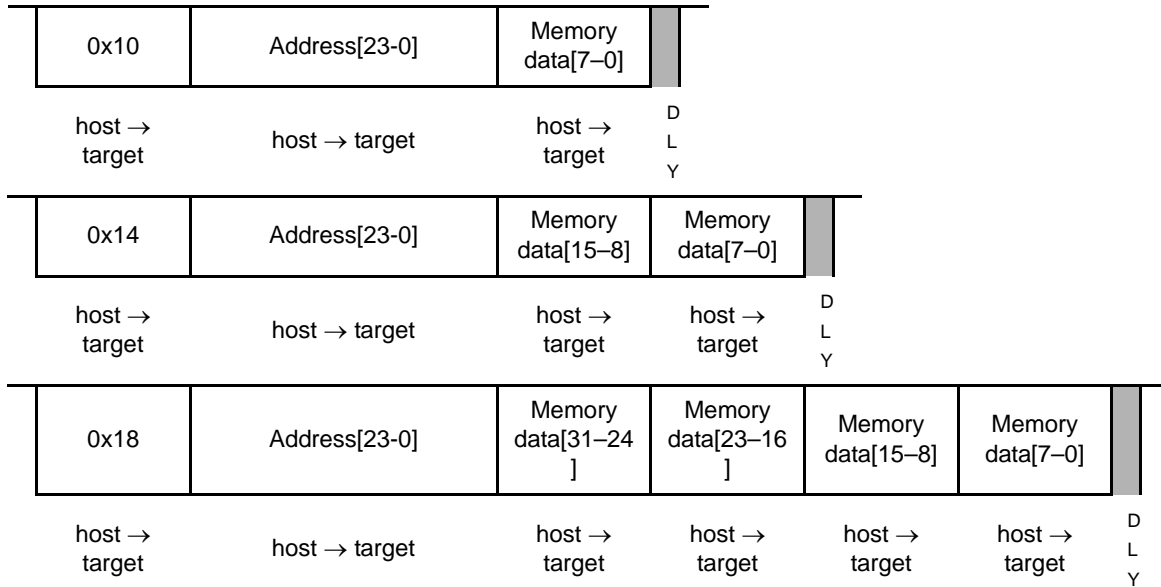 0x10 Address[23-0] Memory
data[7–0]
host → host → target host → D
target target L
Y
0x14 Address[23-0] Memory Memory
data[15–8] data[7–0]
host → host → target host → host → D
target target target L
Y
0x18 Address[23-0] Memory Memory Memory Memory
data[31–24 data[23–16 data[15–8] data[7–0]
] ]
host → host → target host → host → host → host → D
target target target target target L
Y